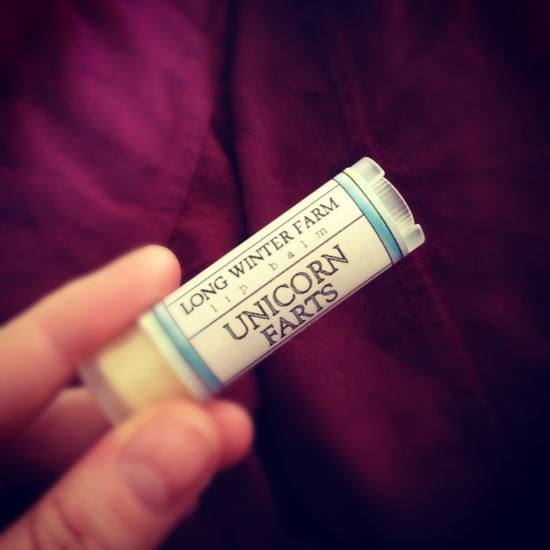 LONG WINTER FARM
lip balm
UNICORN
FARTS